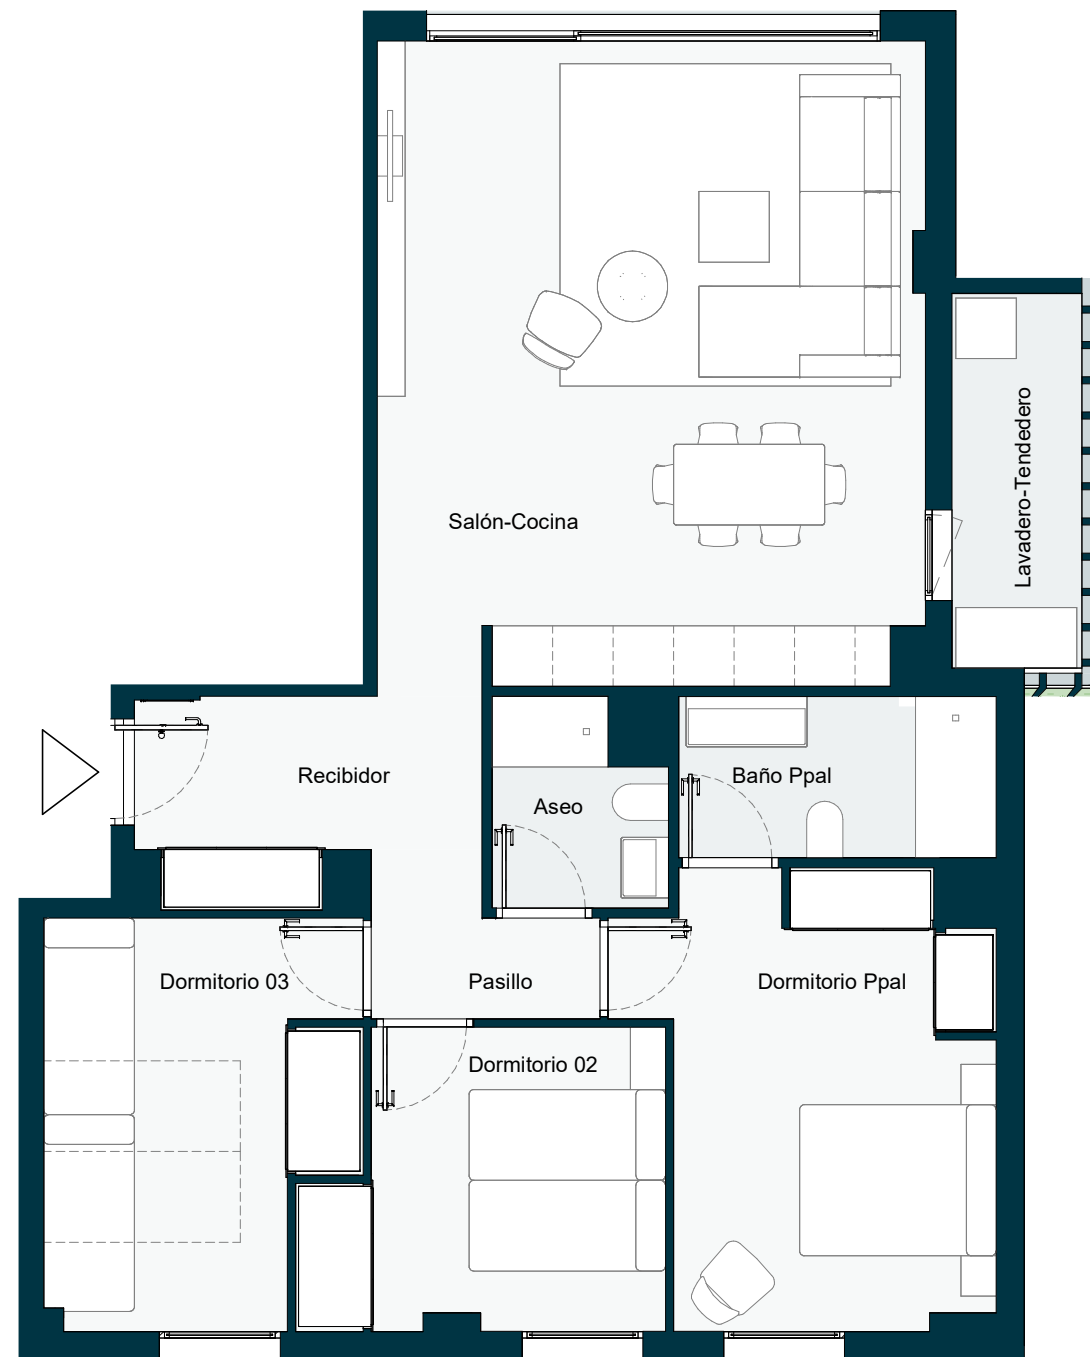 Lavadero-Tendedero
Salón-Cocina
Recibidor
Baño Ppal
Aseo
Dormitorio 03
Pasillo
Dormitorio Ppal
Dormitorio 02